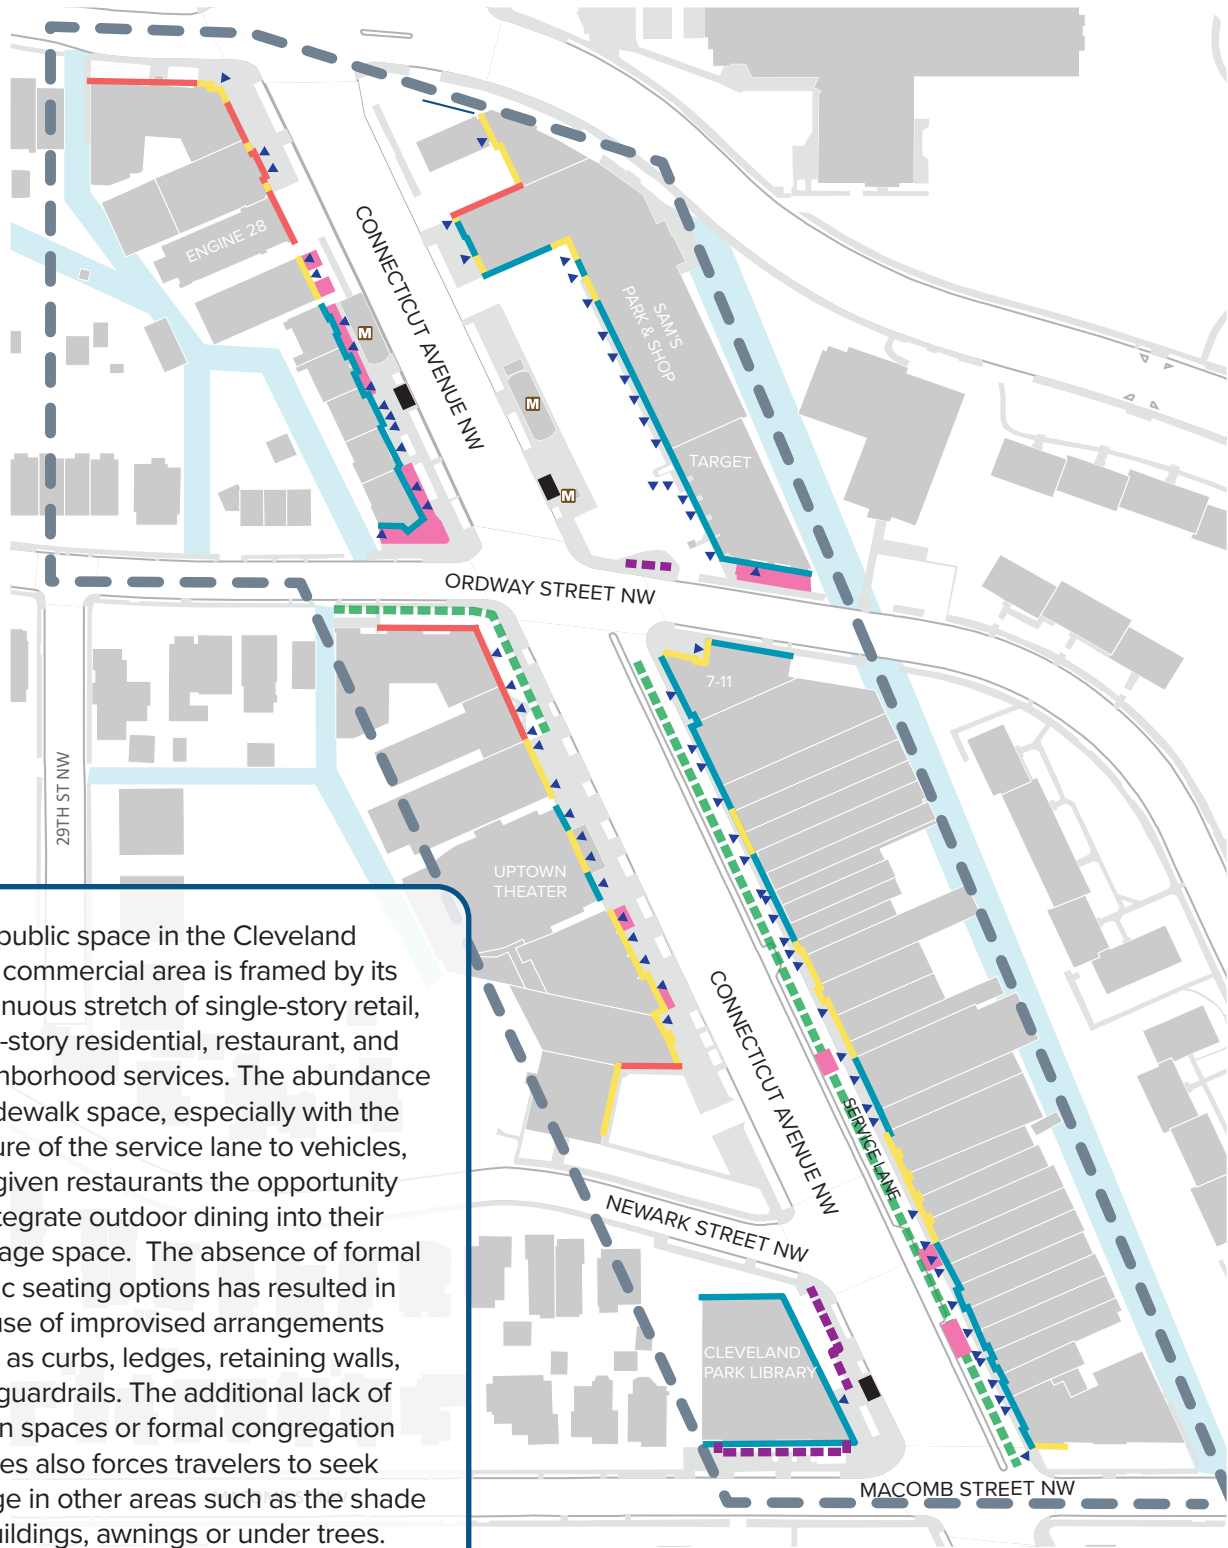 ENGINE 28
CONNECTICUT AVENUE NW
M
SAM'S
PARK & SHOP
M
TARGET
M
ORDWAY STREET NW
7-11
29TH ST NW
UPTOWN
THEATER
public space in the Cleveland
commercial area is framed by its
nuous stretch of single-story retail,
-story residential, restaurant, and
hborhood services. The abundance
dewalk space, especially with the
ure of the service lane to vehicles,
given restaurants the opportunity
tegrate outdoor dining into their
age space. The absence of formal
c seating options has resulted in
use of improvised arrangements
as curbs, ledges, retaining walls,
guardrails. The additional lack of
n spaces or formal congregation
es also forces travelers to seek
ge in other areas such as the shade
uildings, awnings or under trees.
CONNECTICUT AVENUE NW
SERVICE LANE
NEWARK STREET NW
CLEVELAND
PARK LIBRARY
MACOMB STREET NW